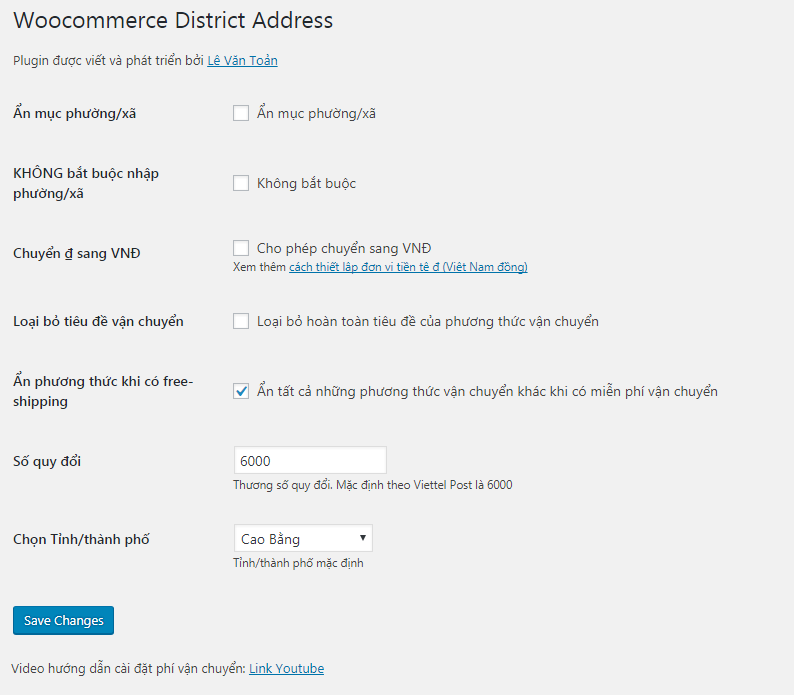 Woocommerce District Address
Plugin được viết và phát triển bởi Lê Văn Toản
Ẩn mục phường/xã
Ẩn mục phường/xã
KHÔNG bắt buộc nhập
phường/xã
Không bắt buộc
Chuyển ₫ sang VNĐ
Cho phép chuyển sang VNĐ
Xem thêm cách thiết lập đơn vị tiền tệ đ (Việt Nam đồng)
Loại bỏ tiêu đề vận chuyển
Loại bỏ hoàn toàn tiêu đề của phương thức vận chuyển
Ẩn phương thức khi có free-
shipping
Ẩn tất cả những phương thức vận chuyển khác khi có miễn phí vận chuyển
Số quy đổi
6000
Thương số quy đổi. Mặc định theo Viettel Post là 6000
Chọn Tỉnh/thành phố
Cao Bằng
Tỉnh/thành phố mặc định
Save Changes
Video hướng dẫn cài đặt phí vận chuyển: Link Youtube